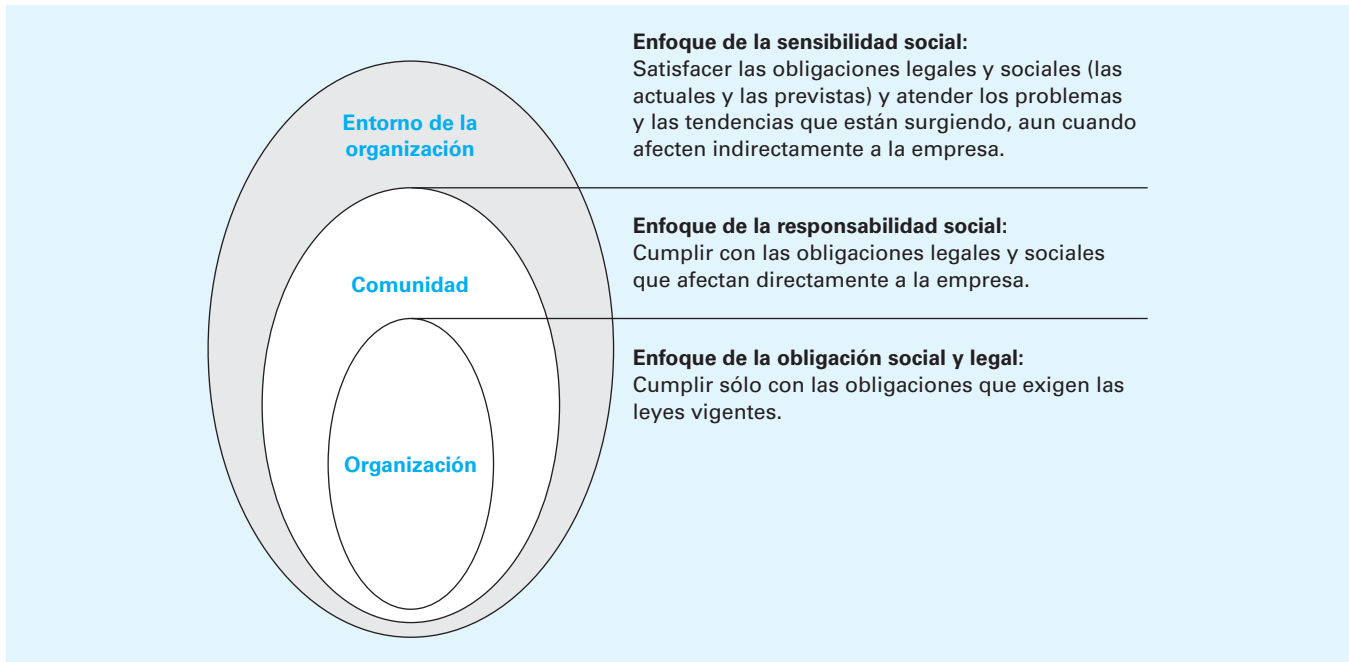 Enfoque de la sensibilidad social:
Satisfacer las obligaciones legales y sociales (las
actuales y las previstas) y atender los problemas
y las tendencias que están surgiendo, aun cuando
afecten indirectamente a la empresa.
Entorno de la
organización
Enfoque de la responsabilidad social:
Cumplir con las obligaciones legales y sociales
que afectan directamente a la empresa.
Comunidad
Enfoque de la obligación social y legal:
Cumplir sólo con las obligaciones que exigen las
leyes vigentes.
Organización